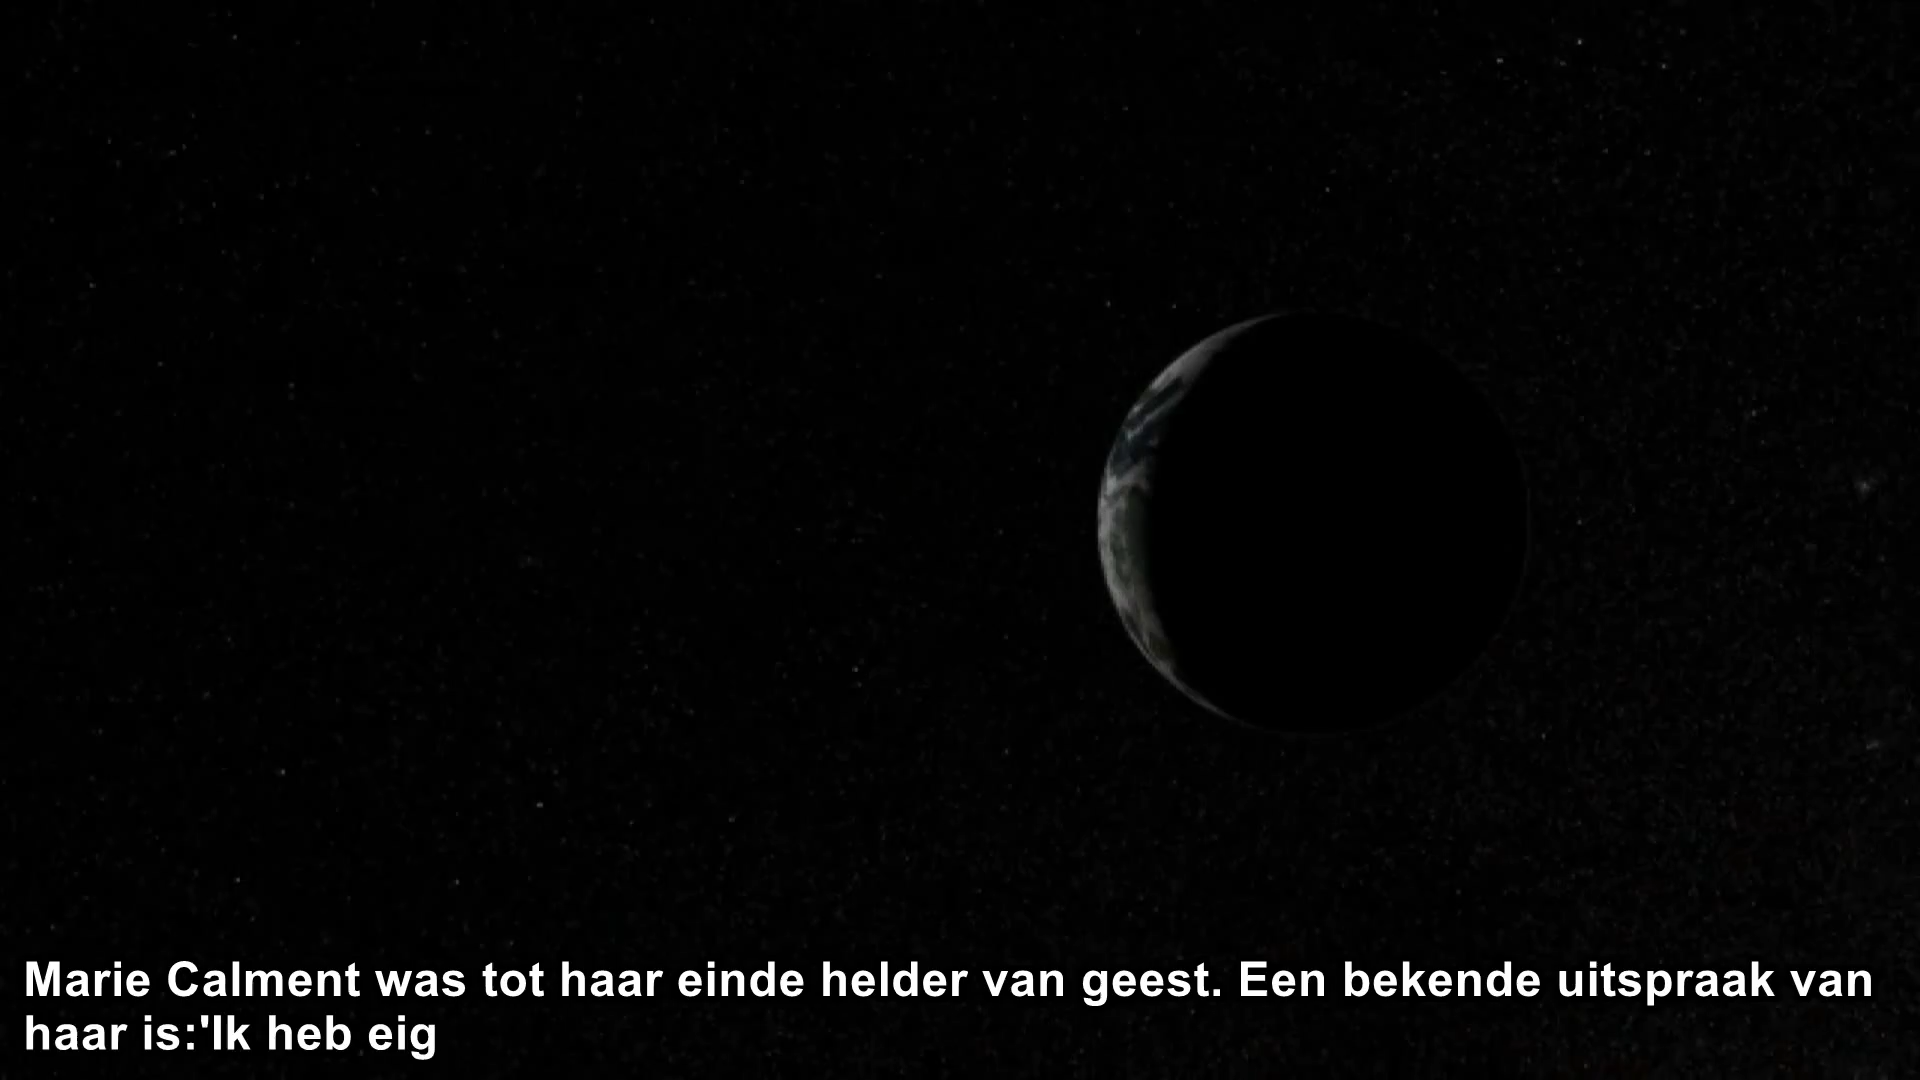 Marie Calment was tot haar einde helder van geest. Een bekende uitspraak van
haar is:'Ik heb eig